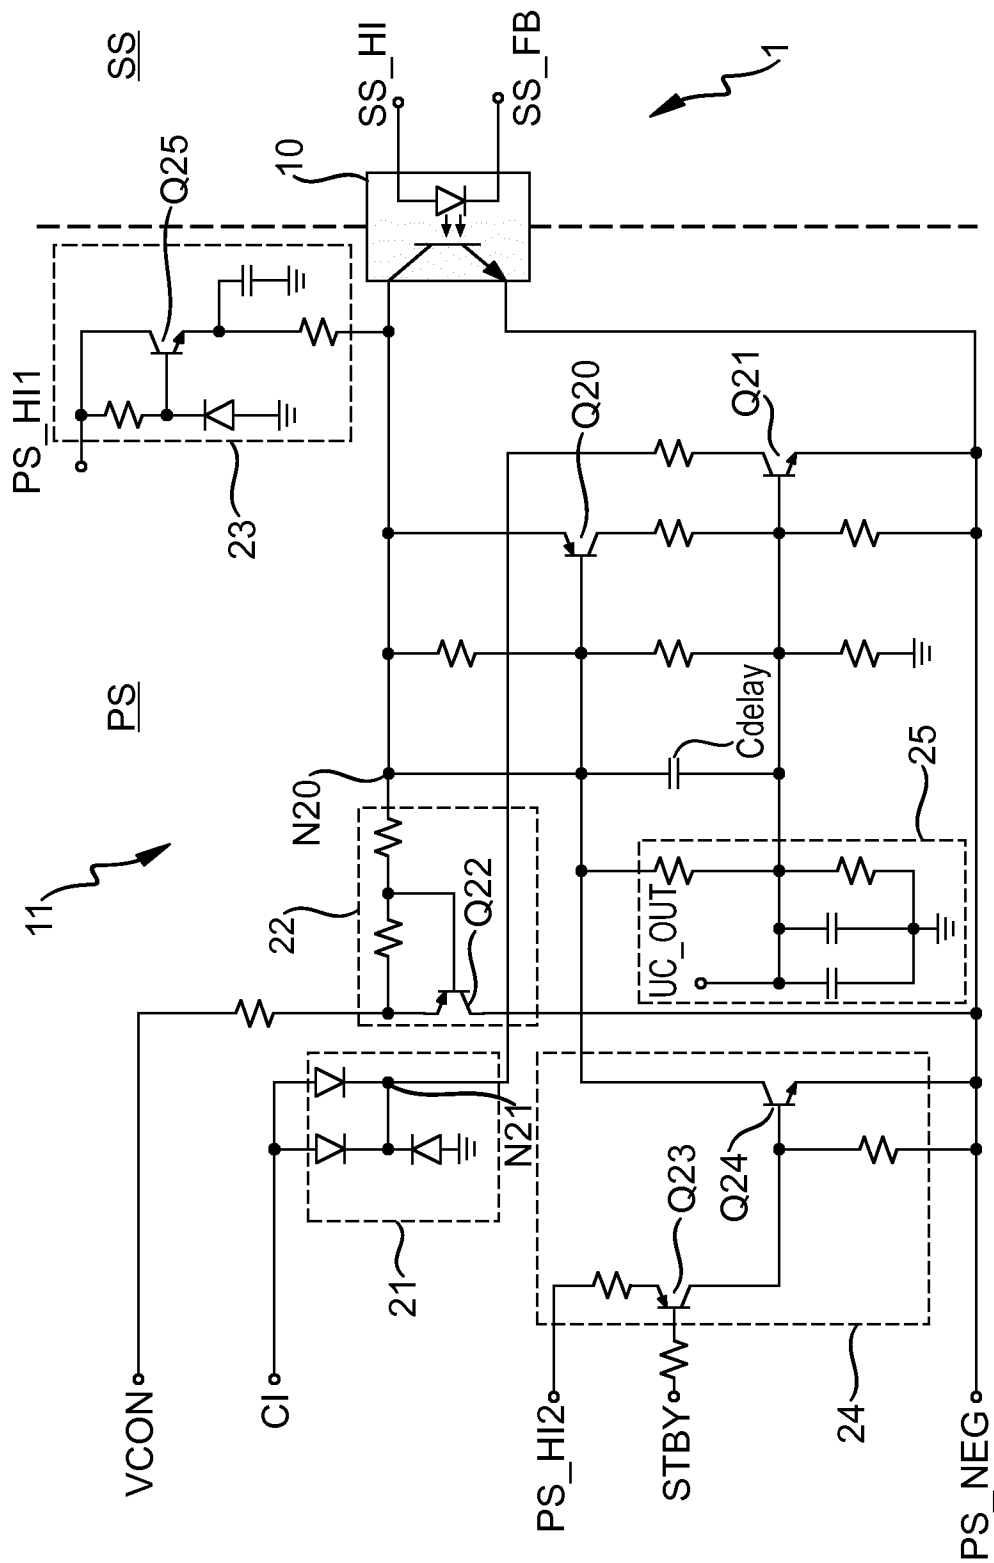 SS
SS_HI
SS_FB
1
10
Q25
PS_HI1
23
Q20
Q21
PS
N20
Cdelay
25
11
22
Q22
UC_OUT
N21
21
Q23
Q24
24
VCON
CI
PS_HI2
STBY
PS_NEG